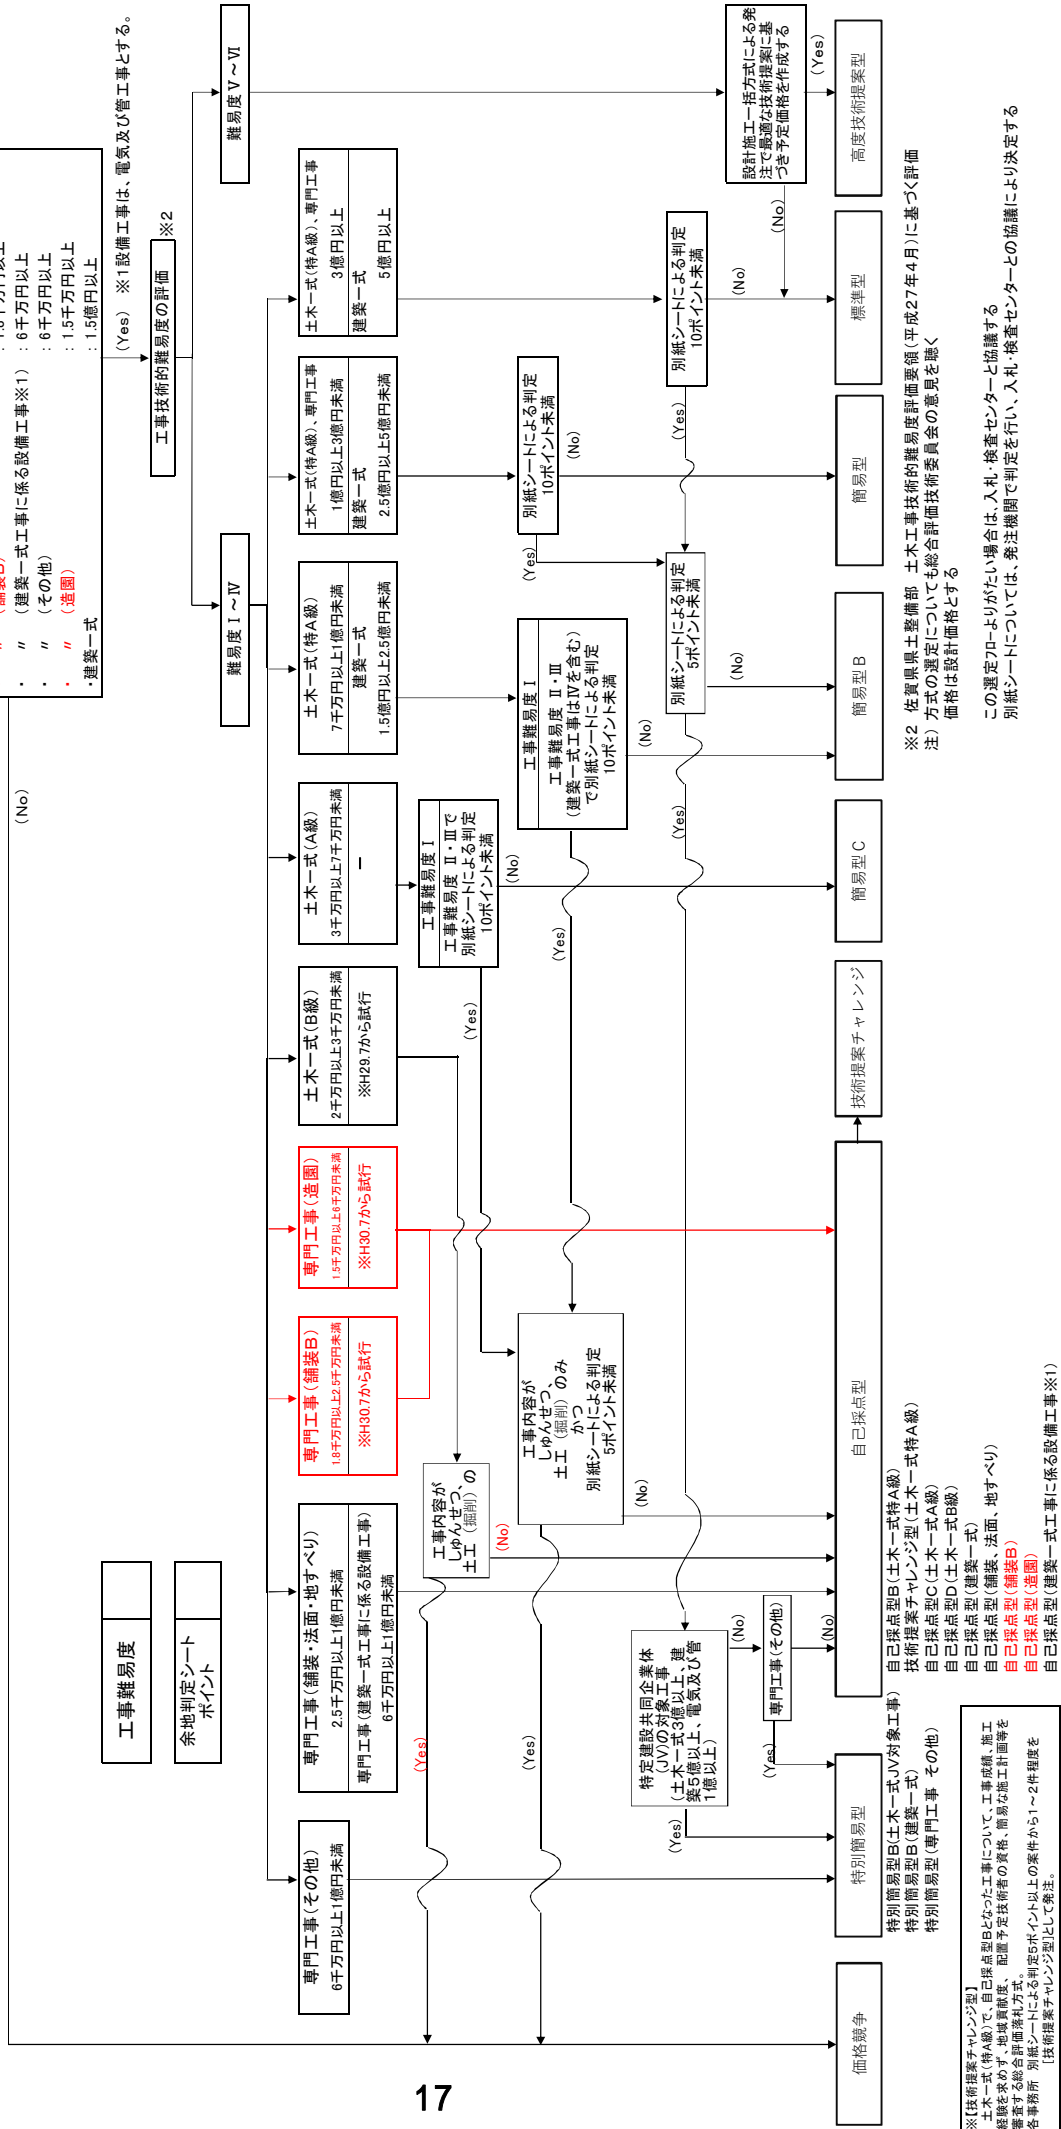 ：6千万円以上
〃 （建築一式工事に係る設備工事※1）：6千万円以上
〃 （その他）：6千万円以上
〃 （造園）：1.5千万円以上
・建築一式：1.5億円以上
（No）
（Yes） ※1設備工事は、電気及び管工事とする。
工事技術的難易度の評価
※2
難易度Ⅰ～Ⅳ
難易度Ⅴ～Ⅵ
工事難易度
余地判定シート
ポイント
専門工事（その他）
6千万円以上1億円未満
専門工事（舗装・法面・地すべり）
2.5千万円以上1億円未満
専門工事（建築一式工事に係る設備工事）
6千万円以上1億円未満
専門工事（舗装B）
1.8千万円以上2.5千万円未満
※H30.7から試行
専門工事（造園）
1.5千万円以上6千万円未満
※H30.7から試行
土木一式（B級）
2千万円以上3千万円未満
※H29.7から試行
土木一式（A級）
3千万円以上7千万円未満
－
土木一式（特A級）
7千万円以上1億円未満
建築一式
1.5億円以上2.5億円未満
土木一式（特A級）、専門工事
1億円以上3億円未満
建築一式
2.5億円以上5億円未満
土木一式（特A級）、専門工事
3億円以上
建築一式
5億円以上
工事内容が
しゅんせつ、
土工（掘削）の
（Yes）
（No）
工事難易度Ⅰ
工事難易度 Ⅱ・Ⅲで
別紙シートによる判定
10ポイント未満
（Yes）
（No）
工事内容が
しゅんせつ、
土工（掘削）のみ
かつ
別紙シートによる判定
5ポイント未満
（Yes）
（No）
工事難易度Ⅰ
工事難易度 Ⅱ・Ⅲ
（建築一式工事はⅣを含む）
で別紙シートによる判定
10ポイント未満
（Yes）
（No）
別紙シートによる判定
10ポイント未満
（Yes）
（No）
特定建設共同企業体
（JV）の対象工事
（土木一式3億以上、建
築5億以上、電気及び管
1億以上）
（Yes）
（No）
専門工事（その他）
（Yes）
（No）
別紙シートによる判定
5ポイント未満
（Yes）
（No）
別紙シートによる判定
10ポイント未満
（Yes）
（No）
設計施工一括方式による発
注で最適な技術提案に基
づき予定価格を作成する
（No）
（Yes）
価格競争
特別簡易型
自己採点型
技術提案チャレンジ
簡易型C
簡易型B
簡易型
標準型
高度技術提案型
特別簡易型B（土木一式JV対象工事）
特別簡易型B（建築一式）
特別簡易型（専門工事 その他）
自己採点型B（土木一式特A級）
技術提案チャレンジ型（土木一式特A級）
自己採点型C（土木一式A級）
自己採点型D（土木一式B級）
自己採点型（建築一式）
自己採点型（舗装、法面、地すべり）
自己採点型（舗装B）
自己採点型（造園）
自己採点型（建築一式工事に係る設備工事※1）
※2 佐賀県県土整備部 土木工事技術的難易度評価要領（平成27年4月）に基づく評価
注）方式の選定についても総合評価技術委員会の意見を聴く
価格は設計価格とする
この選定フローよりがたい場合は、入札・検査センターと協議する
別紙シートについては、発注機関で判定を行い、入札・検査センターとの協議により決定する
※【技術提案チャレンジ型】
土木一式（特A級）で、自己採点型Bとなった工事について、工事成績、施工
経験を求めず、地域貢献度、配置予定技術者の資格、簡易な施工計画等を
審査する総合評価落札方式。
各事務所 別紙シートによる判定5ポイント以上の案件から1～2件程度を
［技術提案チャレンジ型］として発注。
17